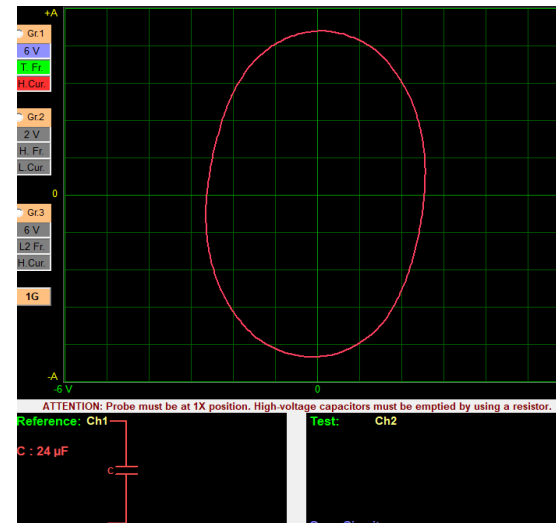 +A
Gr.1
6 V
T. Fr.
H.Cur.
Gr.2
2 V
H. Fr.
L.Cur.
0
Gr.3
6 V
L2 Fr.
H.Cur.
1G
-A
-6 V
0
ATTENTION: Probe must be at 1X position. High-voltage capacitors must be emptied by using a resistor.
Reference: Ch1
Test: Ch2
C : 24 µF
C